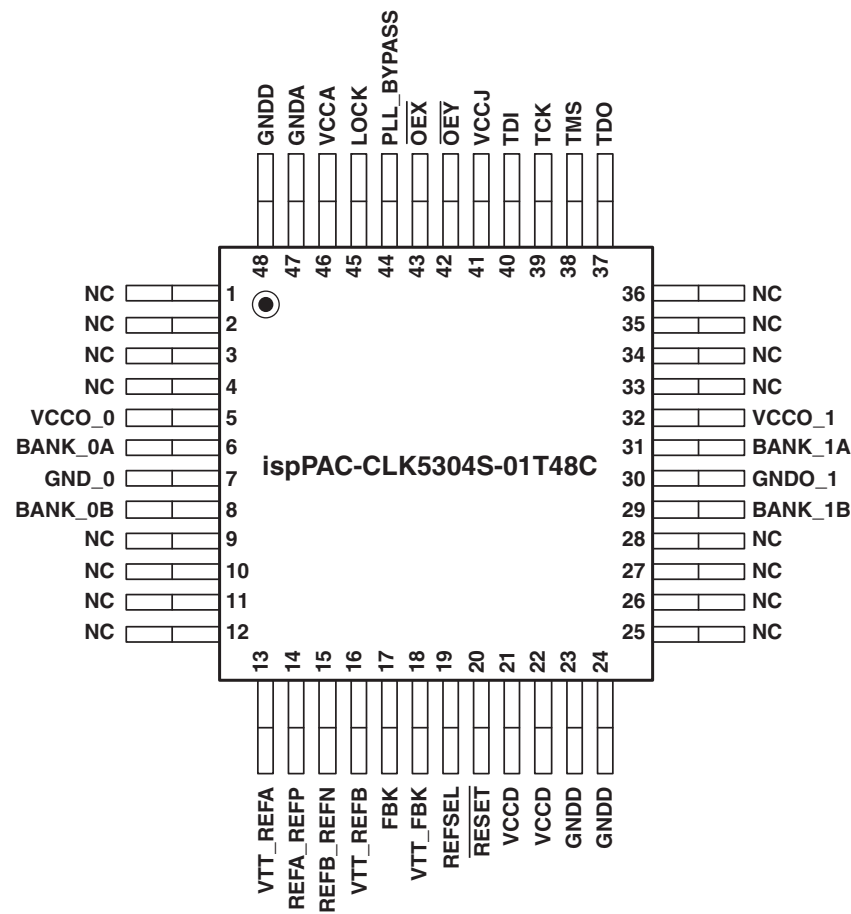 GNDD
GNDA
VCCA
LOCK
PLL_BYPASS
OEX
OEY
VCCJ
TDI
TCK
TMS
TDO
48
47
46
45
44
43
42
41
40
39
38
37
NC 1
NC 2
NC 3
NC 4
VCCO_0 5
BANK_0A 6
GND_0 7
BANK_0B 8
NC 9
NC 10
NC 11
NC 12
ispPAC-CLK5304S-01T48C
36 NC
35 NC
34 NC
33 NC
32 VCCO_1
31 BANK_1A
30 GNDO_1
29 BANK_1B
28 NC
27 NC
26 NC
25 NC
13
14
15
16
17
18
19
20
21
22
23
24
VTT_REFA
REFA_REFP
REFB_REFN
VTT_REFB
FBK
VTT_FBK
REFSEL
RESET
VCCD
VCCD
GNDD
GNDD